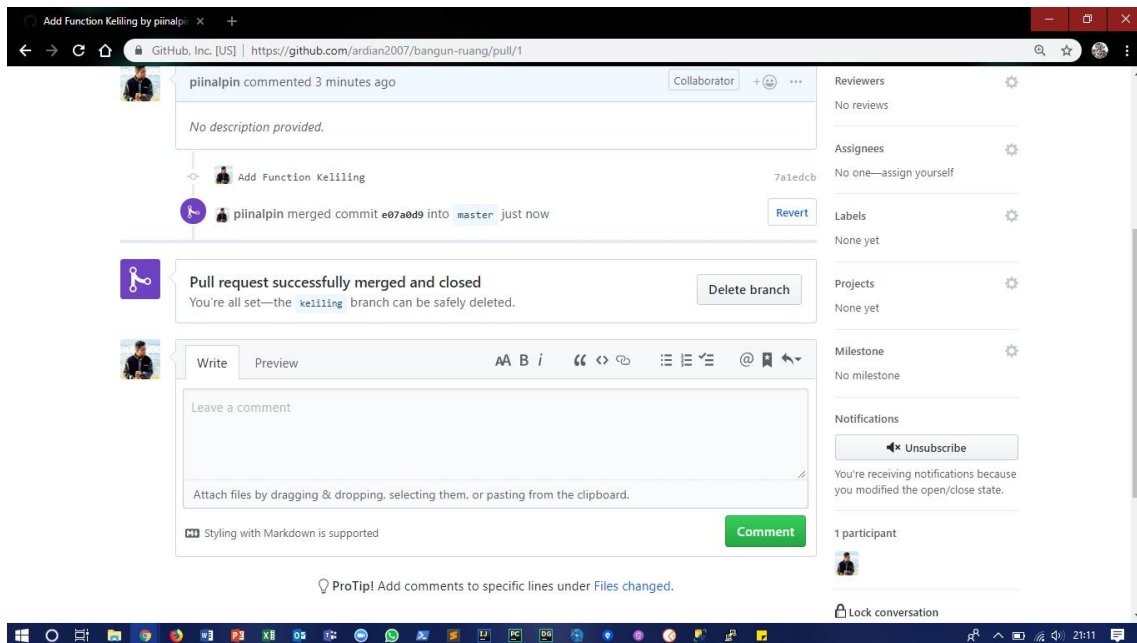 Add Function Keliling by piinalpi
GitHub, Inc. [US] | https://github.com/ardian2007/bangun-ruang/pull/1
piinalpin commented 3 minutes ago
Collaborator
No description provided.
Add Function Keliling
7a1edcb
piinalpin merged commit e07a0d9 into master just now
Revert
Pull request successfully merged and closed
You're all set—the keliling branch can be safely deleted.
Delete branch
Write Preview
AA B i
Leave a comment
Attach files by dragging & dropping, selecting them, or pasting from the clipboard.
Styling with Markdown is supported
Comment
ProTip! Add comments to specific lines under Files changed.
Reviewers
No reviews
Assignees
No one—assign yourself
Labels
None yet
Projects
None yet
Milestone
No milestone
Notifications
Unsubscribe
You're receiving notifications because
you modified the open/close state.
1 participant
Lock conversation
21:11